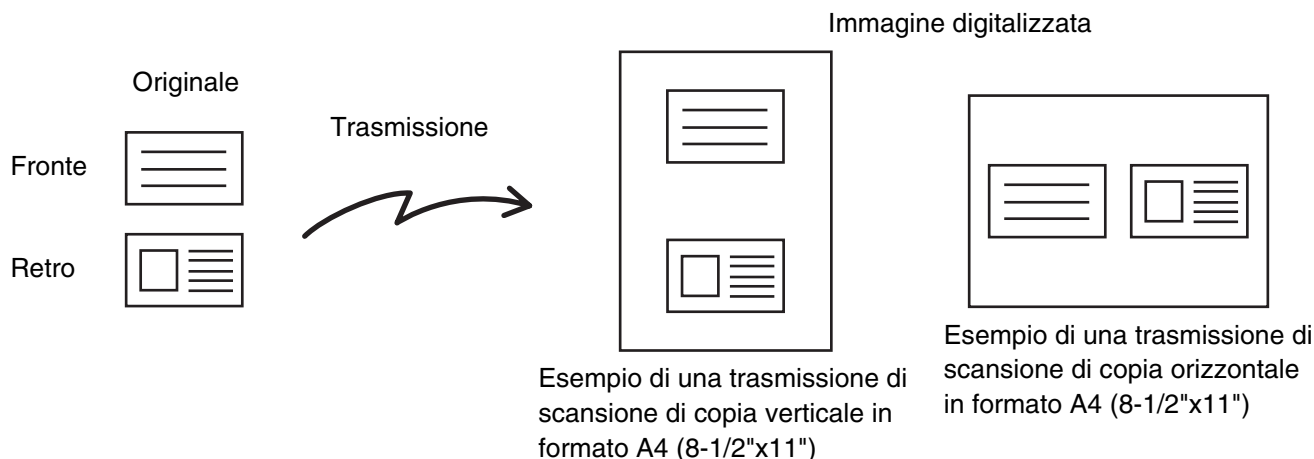 Immagine digitalizzata
Originale
Trasmissione
Fronte
Retro
Esempio di una trasmissione di
scansione di copia verticale in
formato A4 (8-1/2"x11")
Esempio di una trasmissione di
scansione di copia orizzontale
in formato A4 (8-1/2"x11")